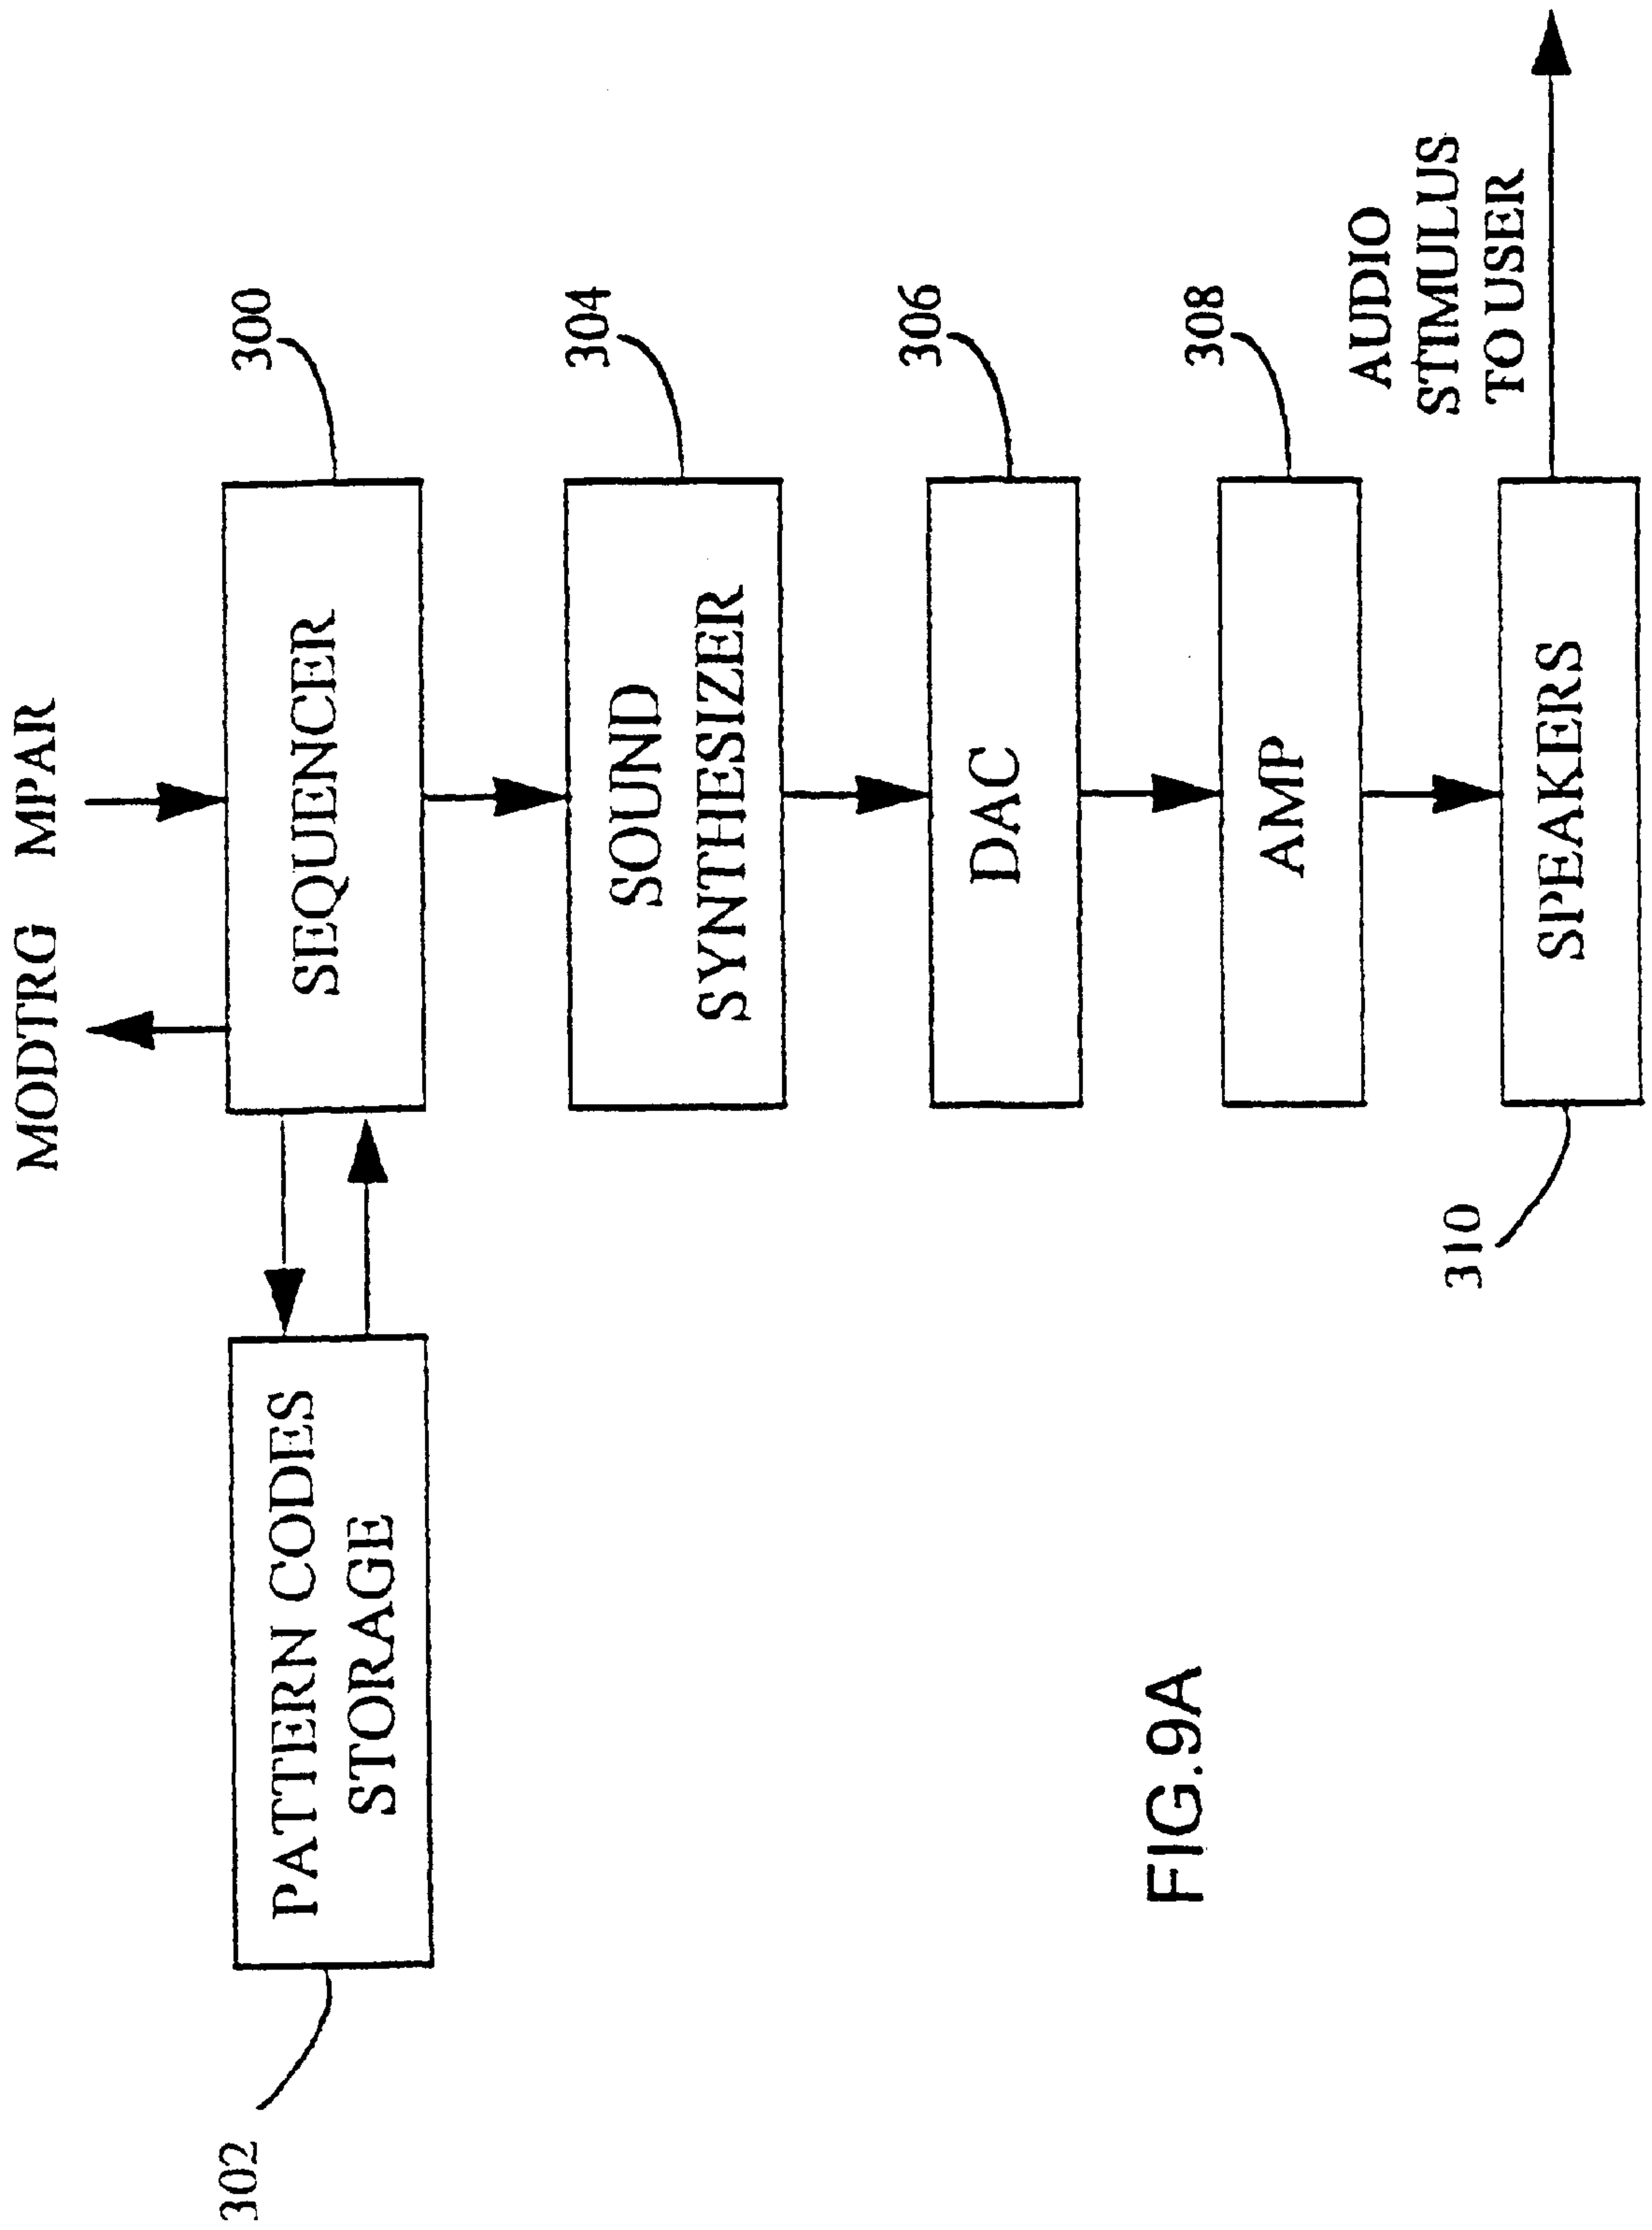 MODTRG MPAR
300
SEQUENCER
302
PATTERN CODES
STORAGE
304
SOUND
SYNTHESIZER
306
DAC
308
AMP
310
SPEAKERS
AUDIO
STIMULUS
TO USER
FIG.9A